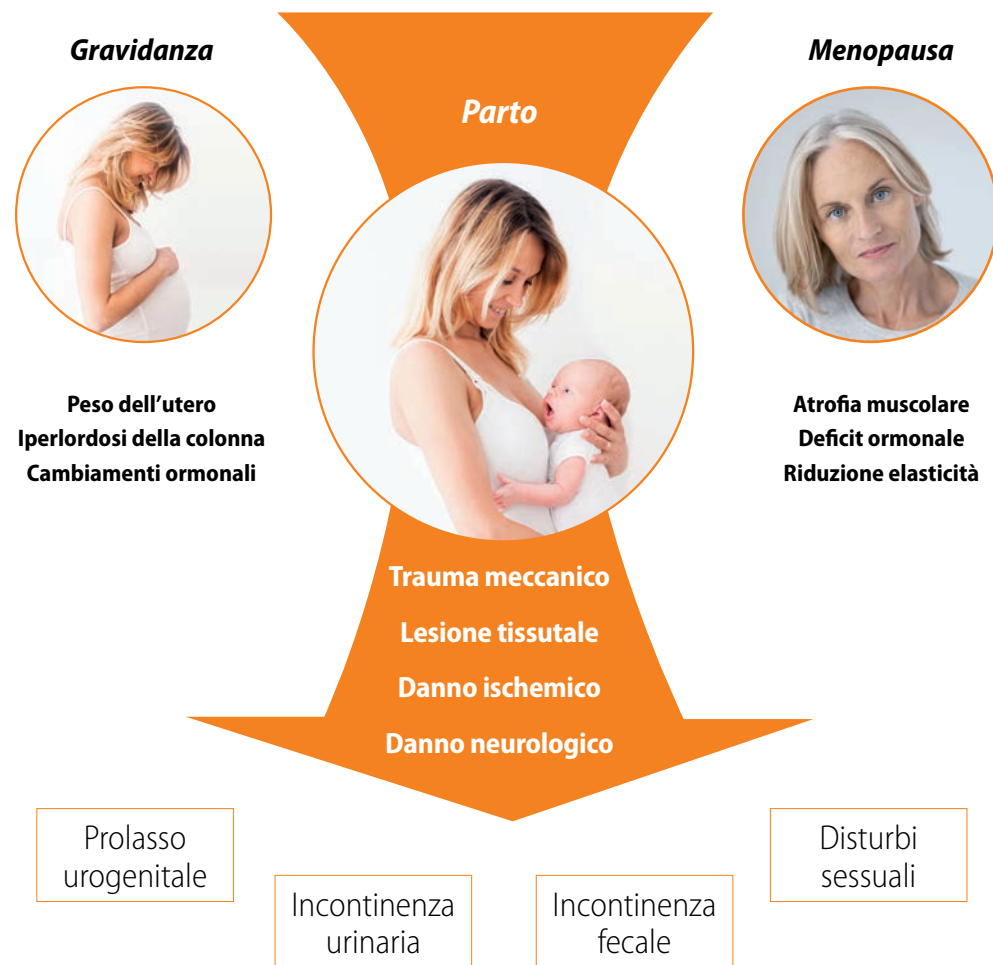 Gravidanza
Parto
Menopausa
Peso dell’utero
Iperlordosi della colonna
Cambiamenti ormonali
Atrofia muscolare
Deficit ormonale
Riduzione elasticità
Trauma meccanico
Lesione tissutale
Danno ischemico
Danno neurologico
Prolasso
urogenitale
Incontinenza
urinaria
Incontinenza
fecale
Disturbi
sessuali